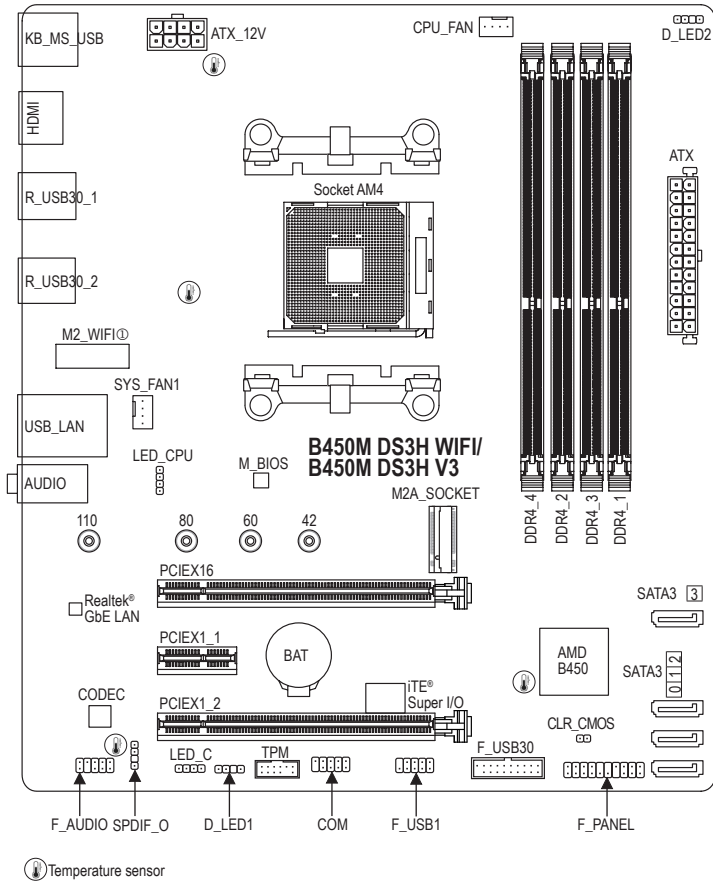 KB_MS_USB
ATX_12V
CPU_FAN
D_LED2
HDMI
ATX
Socket AM4
R_USB30_1
R_USB30_2
M2_WIFI①
SYS_FAN1
USB_LAN
B450M DS3H WIFI/
B450M DS3H V3
LED_CPU
M_BIOS
AUDIO
M2A_SOCKET
DDR4_4
DDR4_2
DDR4_3
DDR4_1
110
80
60
42
PCIEX16
SATA3 3
Realtek®
GbE LAN
PCIEX1_1
BAT
AMD
B450
SATA3 0 1 2
iTE®
Super I/O
CODEC
PCIEX1_2
CLR_CMOS
LED_C
TPM
F_USB30
F_AUDIO
SPDIF_O
D_LED1
COM
F_USB1
F_PANEL
Temperature sensor